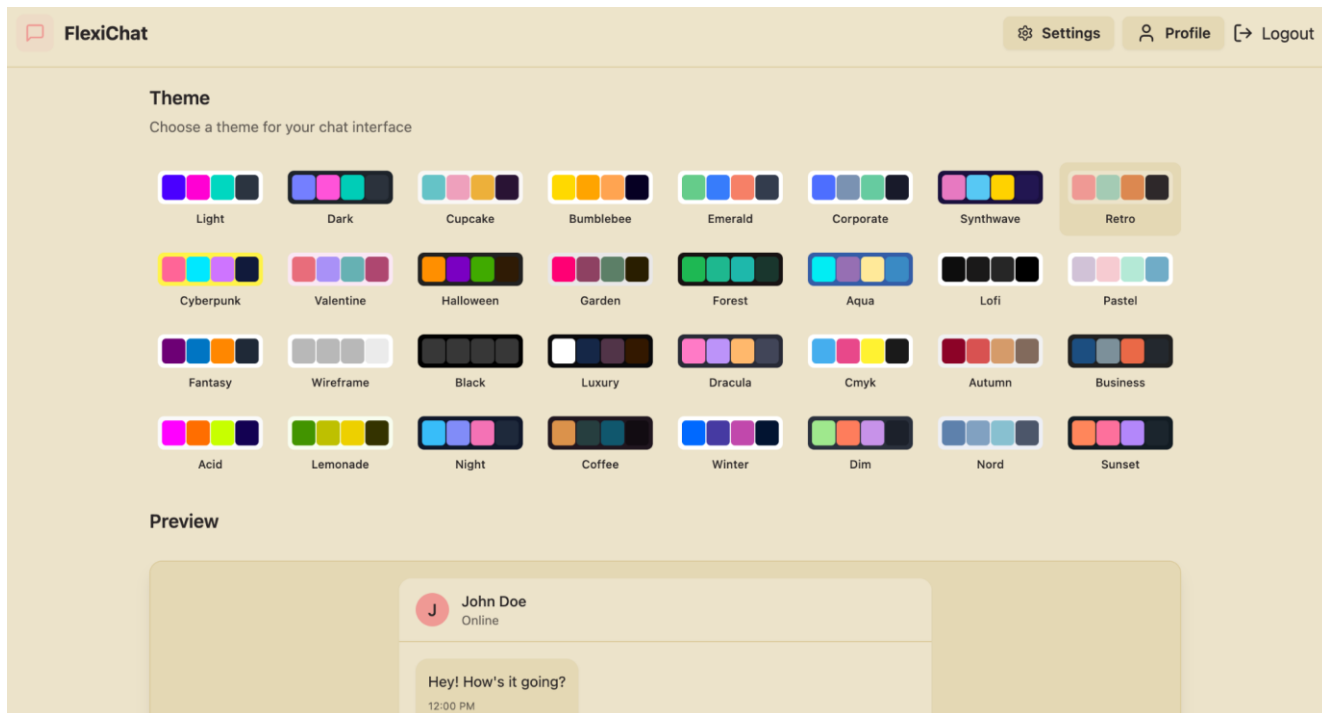 FlexiChat Settings Profile Logout
Theme
Choose a theme for your chat interface
Light Dark Cupcake Bumblebee Emerald Corporate Synthwave Retro
Cyberpunk Valentine Halloween Garden Forest Aqua Lofi Pastel
Fantasy Wireframe Black Luxury Dracula Cmyk Autumn Business
Acid Lemonade Night Coffee Winter Dim Nord Sunset
Preview
J John Doe
Online
Hey! How's it going?
12:00 PM